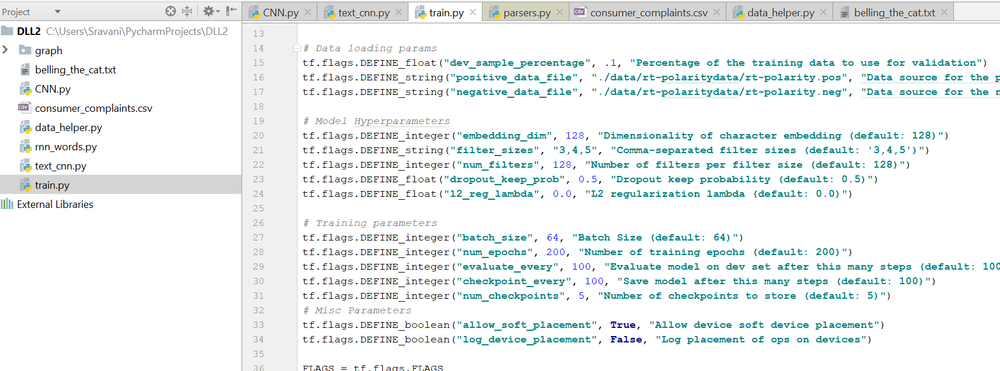 Project
DLL2 C:\Users\Sravani\PycharmProjects\DLL2
graph
belling_the_cat.txt
CNN.py
consumer_complaints.csv
data_helper.py
rnn_words.py
text_cnn.py
train.py
External Libraries
CNN.py text_cnn.py train.py parsers.py consumer_complaints.csv data_helper.py belling_the_cat.txt
13
14 # Data loading params
15 tf.flags.DEFINE_float("dev_sample_percentage", .1, "Percentage of the training data to use for validation")
16 tf.flags.DEFINE_string("positive_data_file", "./data/rt-polaritydata/rt-polarity.pos", "Data source for the
17 tf.flags.DEFINE_string("negative_data_file", "./data/rt-polaritydata/rt-polarity.neg", "Data source for the
18
19 # Model Hyperparameters
20 tf.flags.DEFINE_integer("embedding_dim", 128, "Dimensionality of character embedding (default: 128)")
21 tf.flags.DEFINE_string("filter_sizes", "3,4,5", "Comma-separated filter sizes (default: '3,4,5')")
22 tf.flags.DEFINE_integer("num_filters", 128, "Number of filters per filter size (default: 128)")
23 tf.flags.DEFINE_float("dropout_keep_prob", 0.5, "Dropout keep probability (default: 0.5)")
24 tf.flags.DEFINE_float("l2_reg_lambda", 0.0, "L2 regularization lambda (default: 0.0)")
25
26 # Training parameters
27 tf.flags.DEFINE_integer("batch_size", 64, "Batch Size (default: 64)")
28 tf.flags.DEFINE_integer("num_epochs", 200, "Number of training epochs (default: 200)")
29 tf.flags.DEFINE_integer("evaluate_every", 100, "Evaluate model on dev set after this many steps (default: 100
30 tf.flags.DEFINE_integer("checkpoint_every", 100, "Save model after this many steps (default: 100)")
31 tf.flags.DEFINE_integer("num_checkpoints", 5, "Number of checkpoints to store (default: 5)")
32 # Misc Parameters
33 tf.flags.DEFINE_boolean("allow_soft_placement", True, "Allow device soft device placement")
34 tf.flags.DEFINE_boolean("log_device_placement", False, "Log placement of ops on devices")
35
36 FLAGS = tf.flags.FLAGS